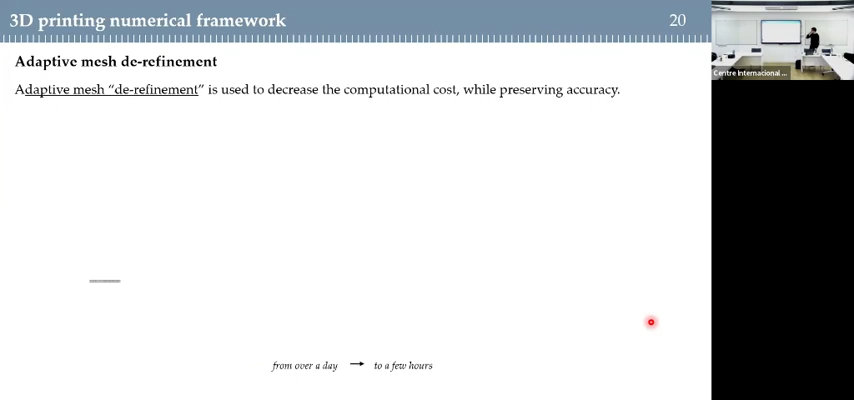 3D printing numerical framework
20
Adaptive mesh de-refinement
Adaptive mesh “de-refinement” is used to decrease the computational cost, while preserving accuracy.
from over a day → to a few hours
Centre Internacional ...